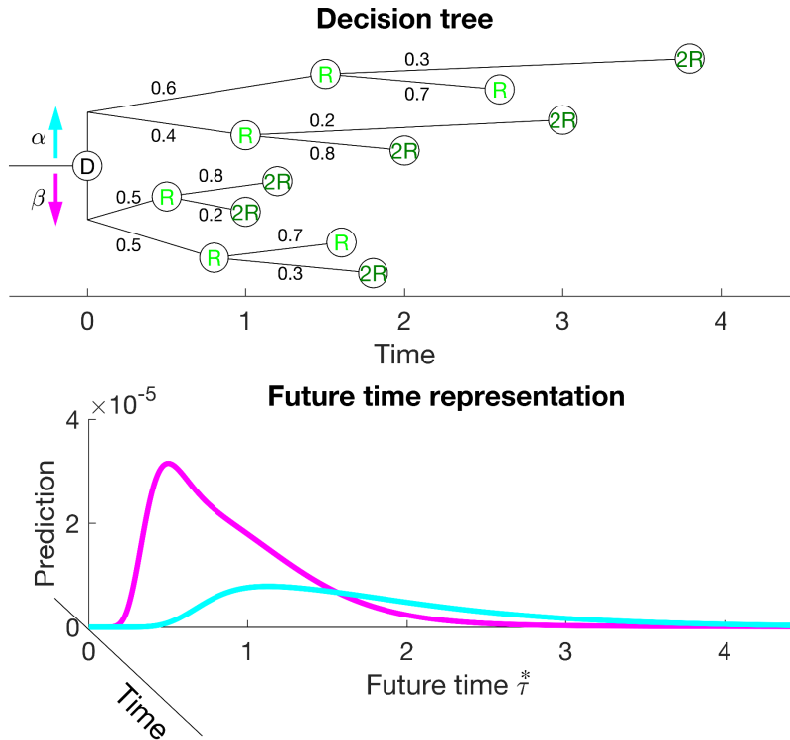 Decision tree
0.3
2R
R
0.6
0.7
R
0.2
2R
α
0.4
R
0.8
2R
D
0.8
2R
β
0.5
R
0.2
2R
0.5
0.7
R
R
0.3
2R
0 1 2 3 4
Time
×10-5
Future time representation
4
2
0
Prediction
0 1 2 3 4
Future time τ*
Time